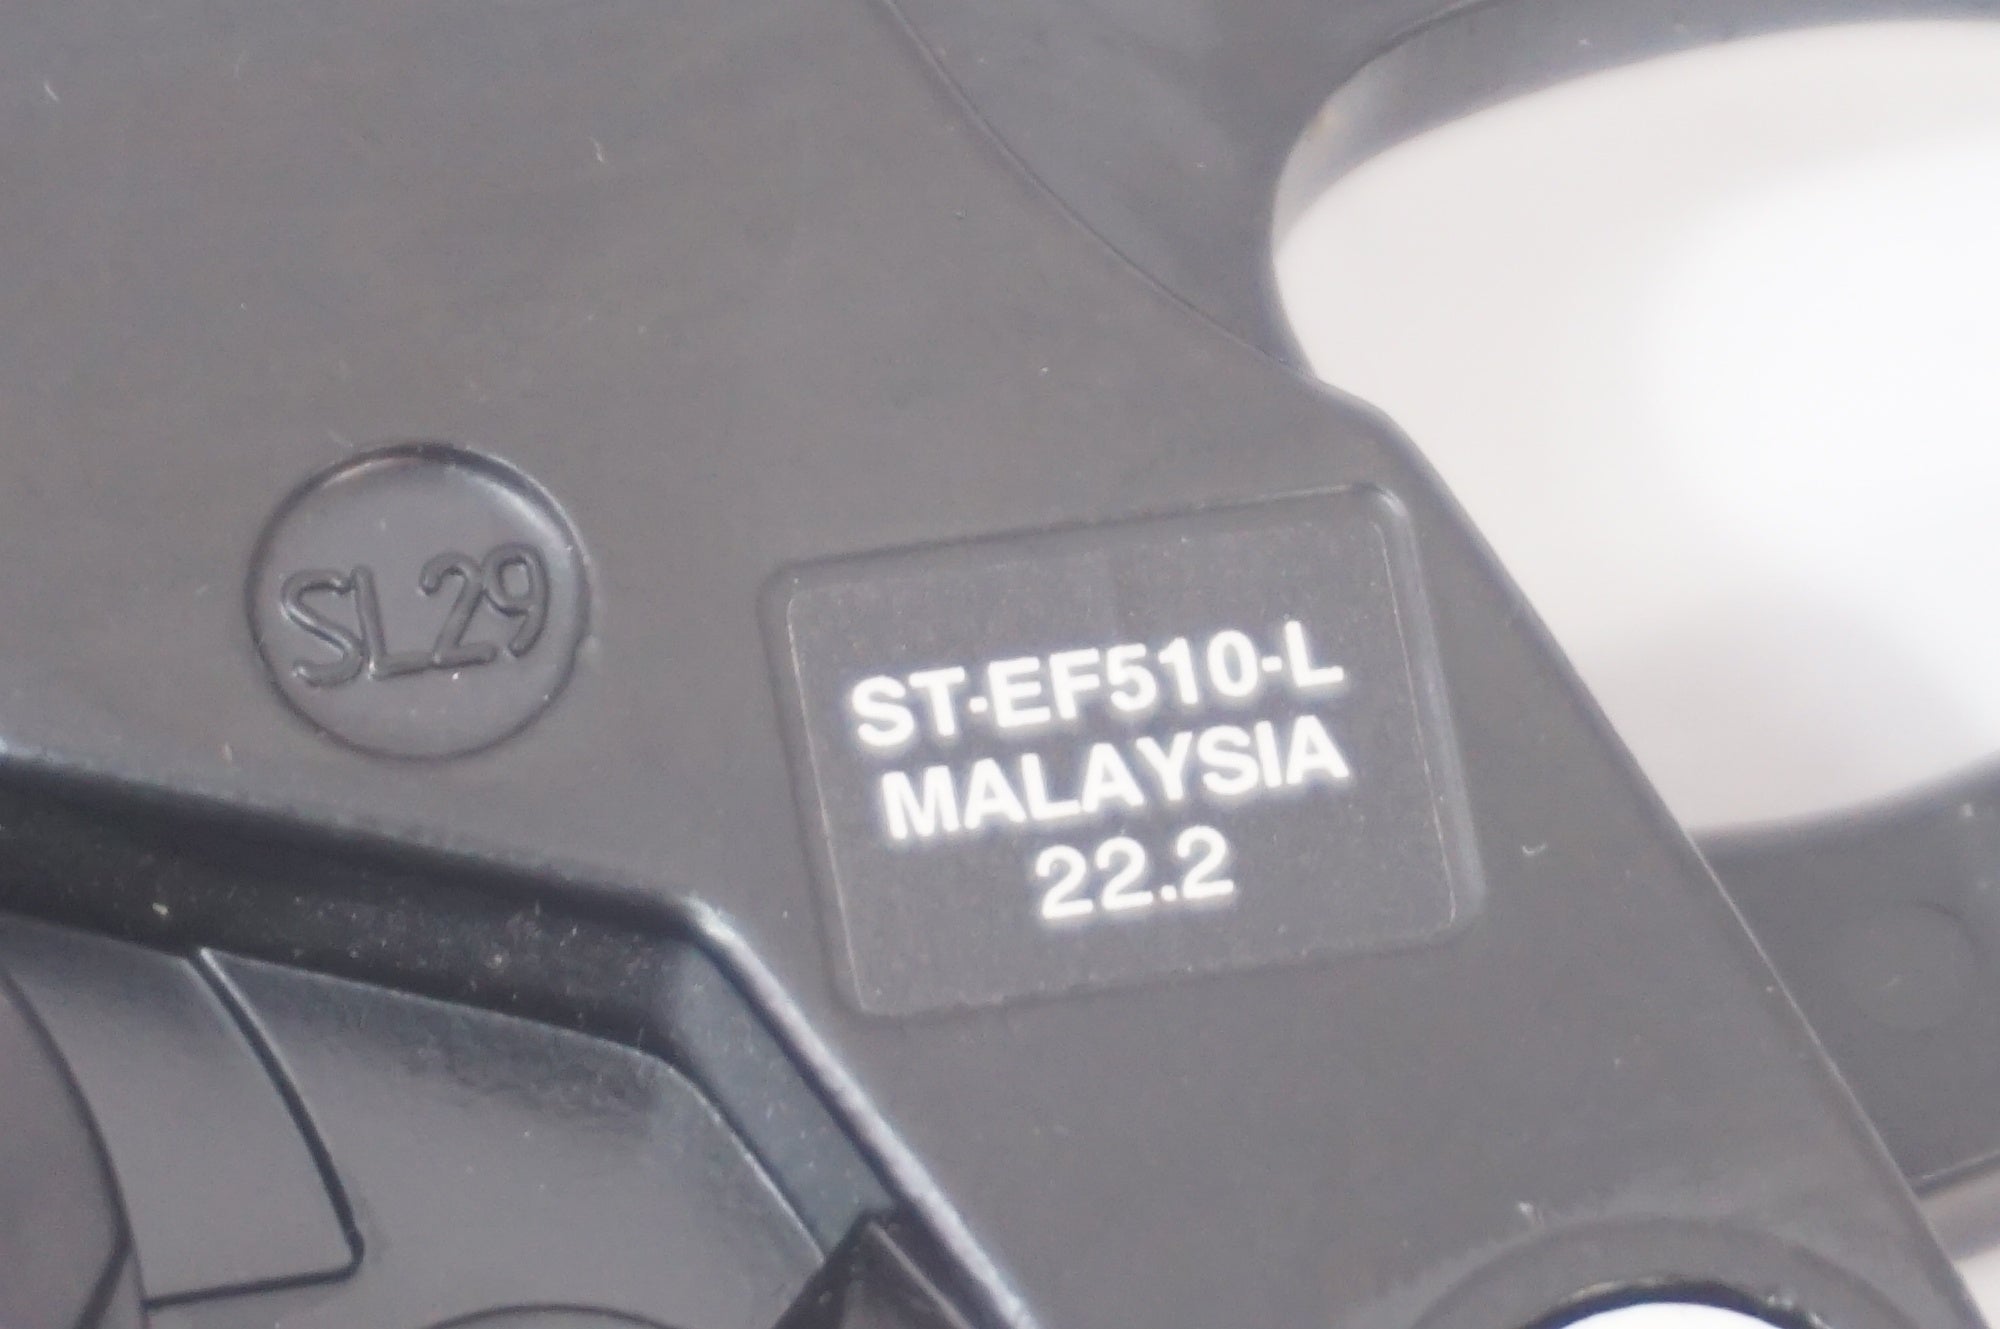 SL29
ST-EF510-L
MALAYSIA
22.2